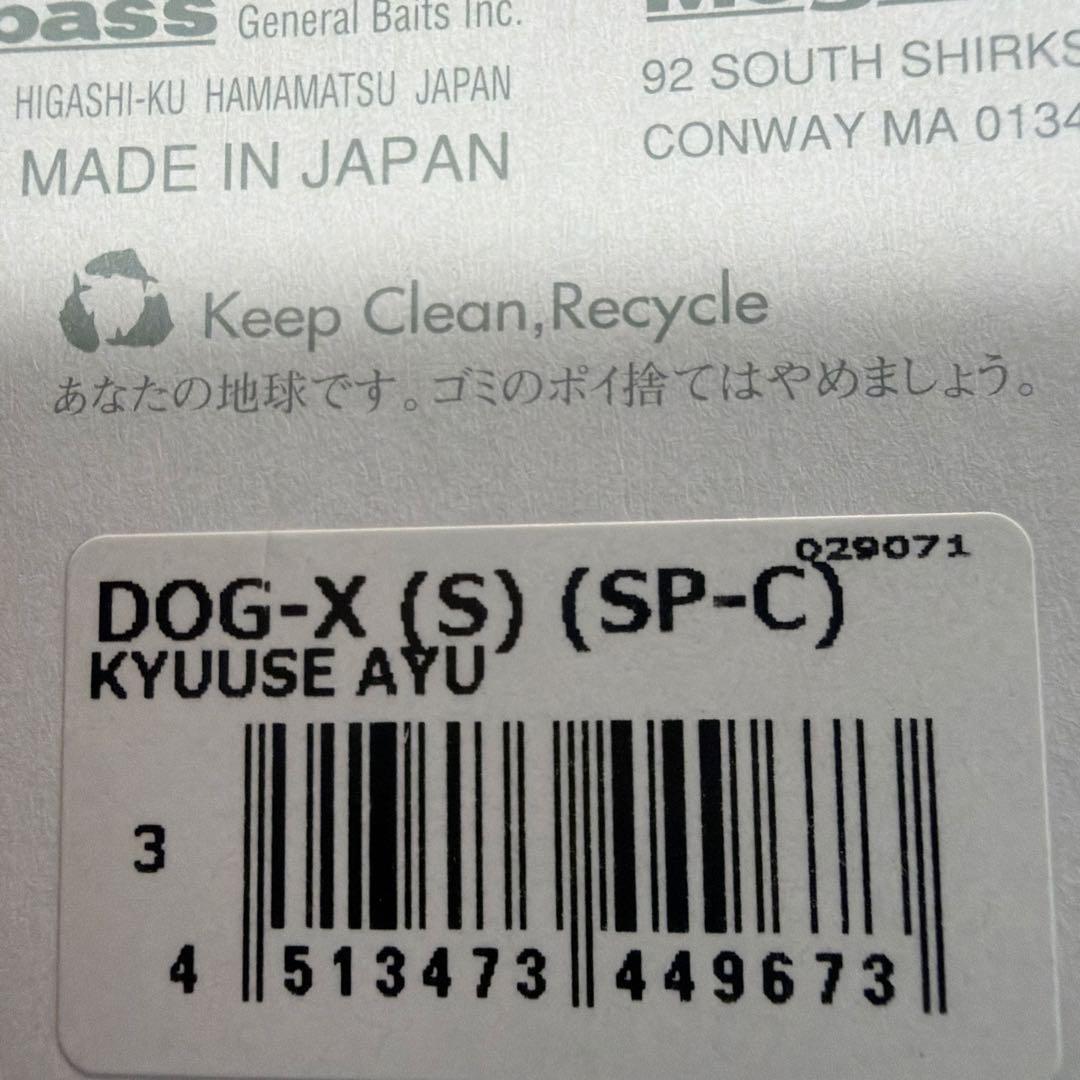 bass General Baits Inc.
HIGASHI-KU HAMAMATSU JAPAN
MADE IN JAPAN
92 SOUTH SHIRKS
CONWAY MA 0134
Keep Clean,Recycle
あなたの地球です。ゴミのポイ捨てはやめましょう。
029071
DOG-X (S) (SP-C)
KYUUSE AYU
3
4 513473 449673